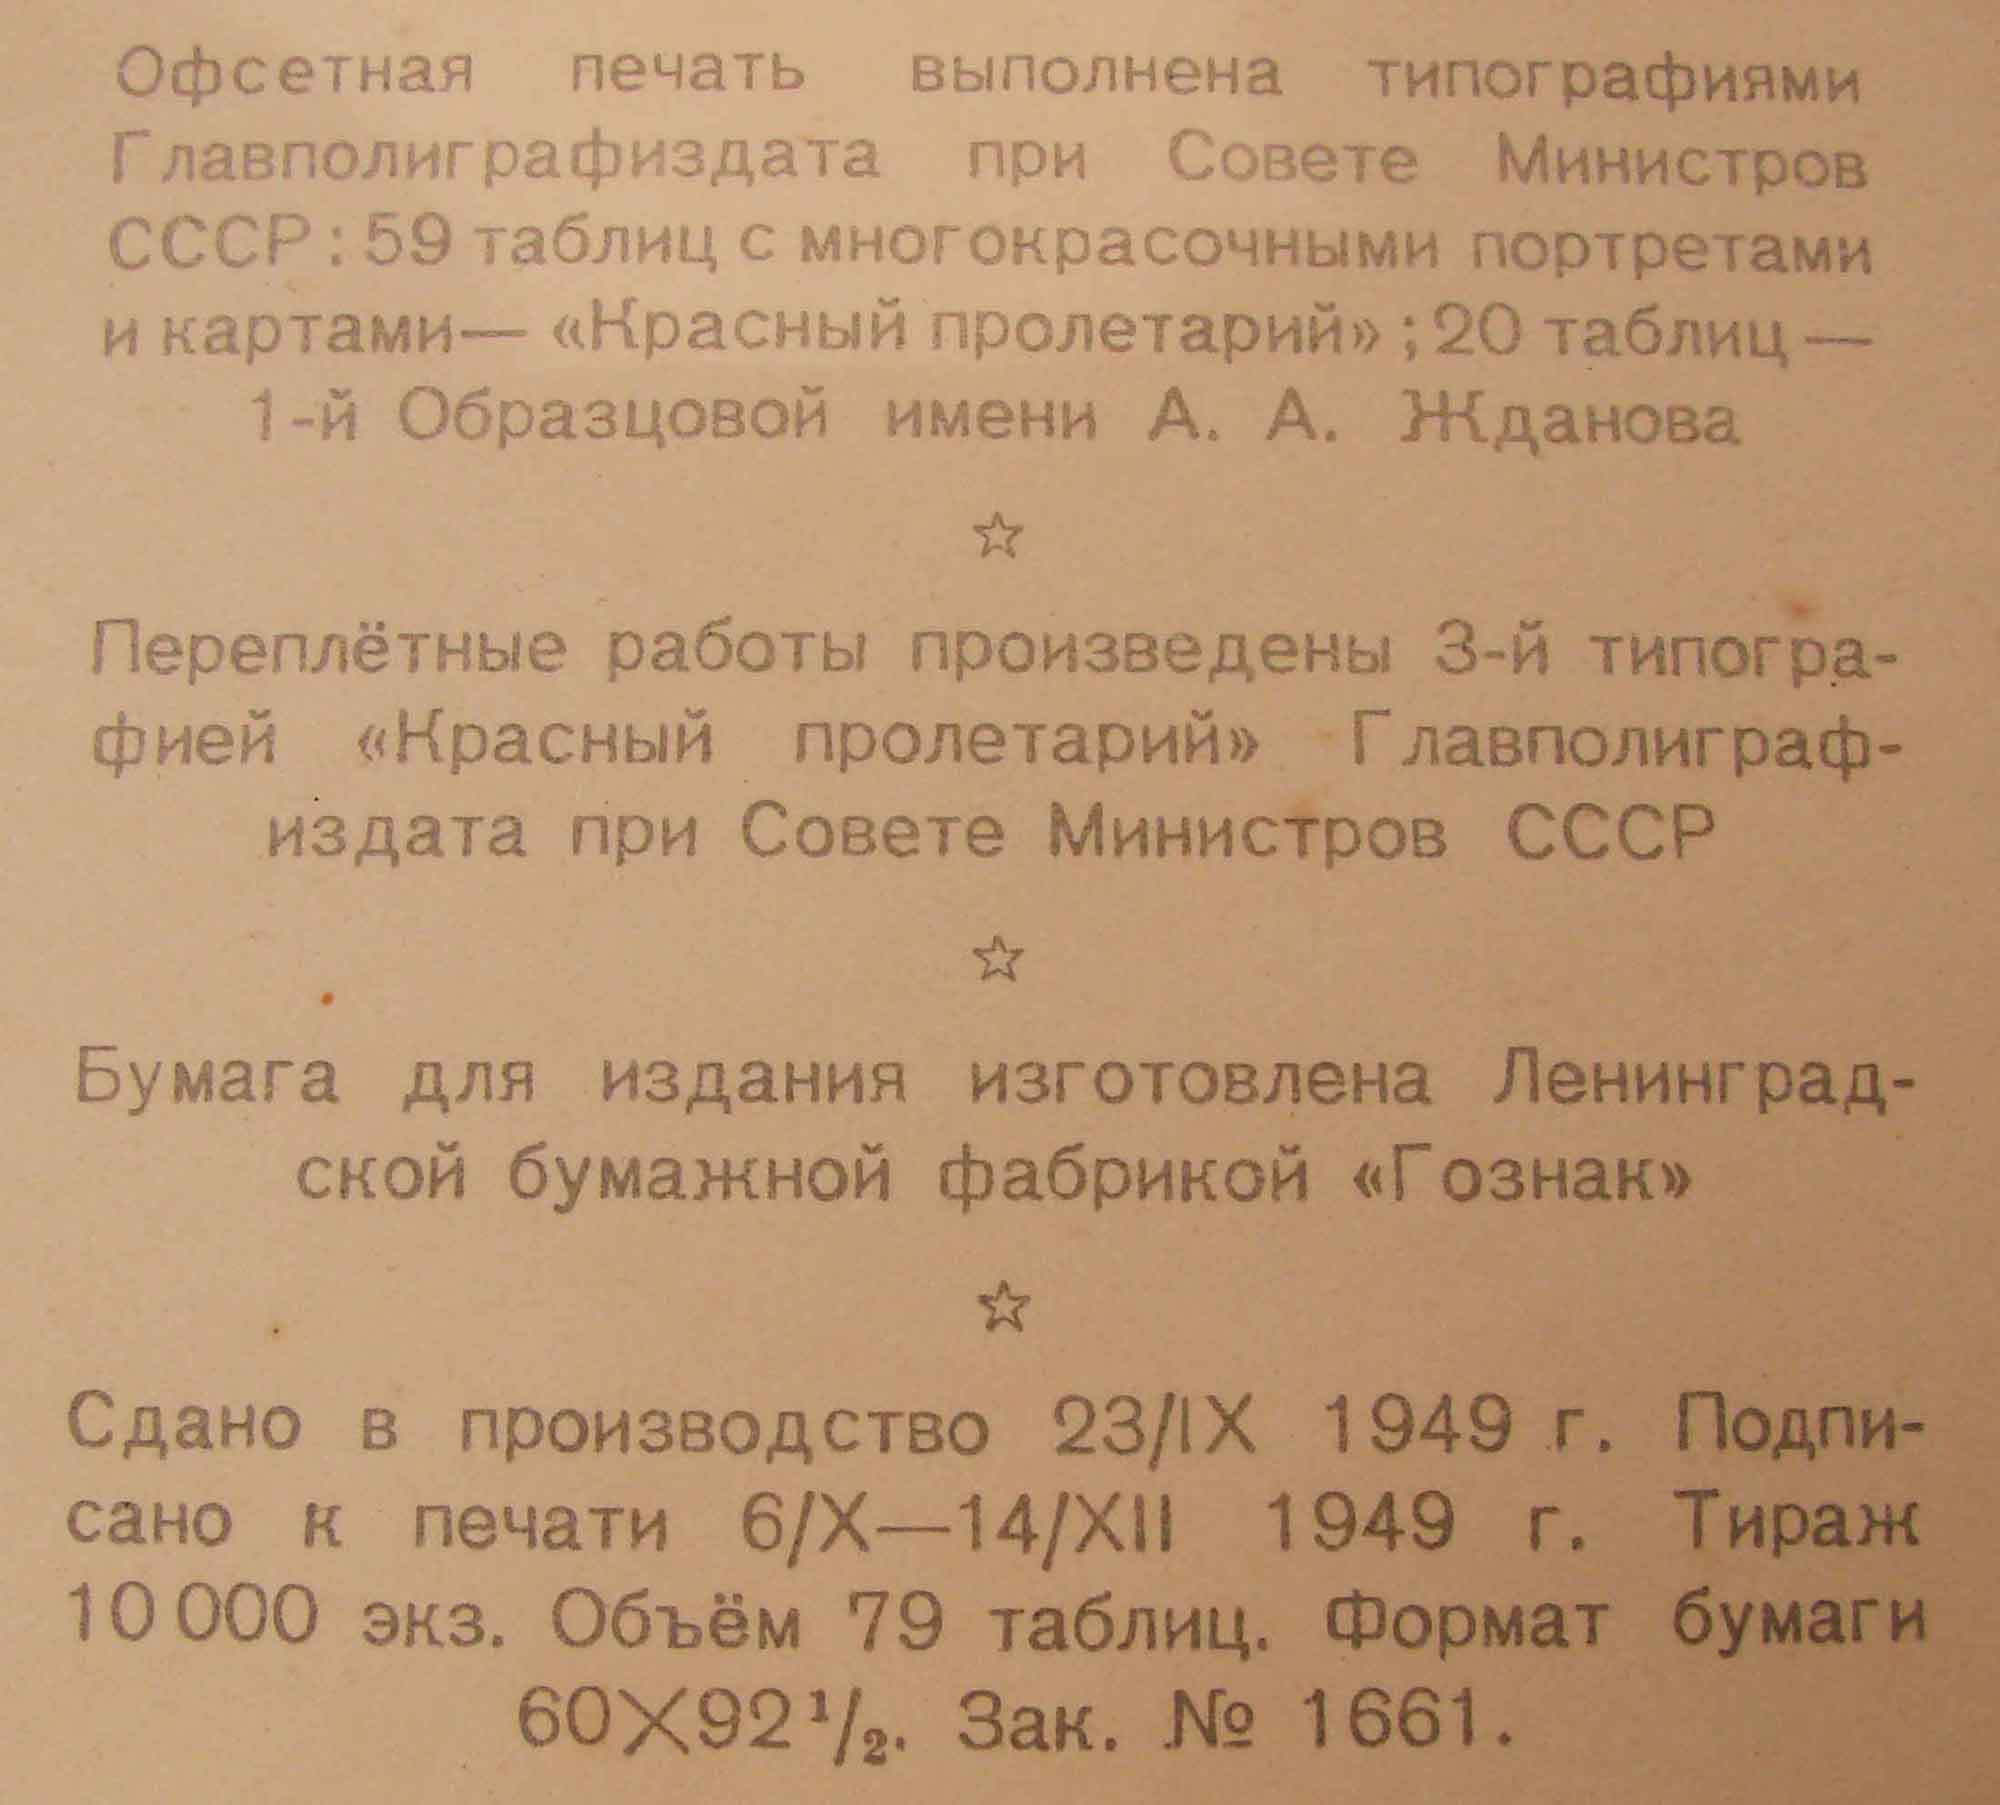 Офсетная печать выполнена типографиями
Главполиграфиздата при Совете Министров
СССР: 59 таблиц с многокрасочными портретами
и картами— «Красный пролетарий»; 20 таблиц —
1-й Образцовой имени А. А. Жданова
☆
Переплётные работы произведены 3-й типогра-
фией «Красный пролетарий» Главполиграф-
издата при Совете Министров СССР
☆
Бумага для издания изготовлена Ленинград-
ской бумажной фабрикой «Гознак»
☆
Сдано в производство 23/IX 1949 г. Подпи-
сано к печати 6/X—14/XII 1949 г. Тираж
10 000 экз. Объём 79 таблиц. Формат бумаги
60×92 1/2. Зак. № 1661.